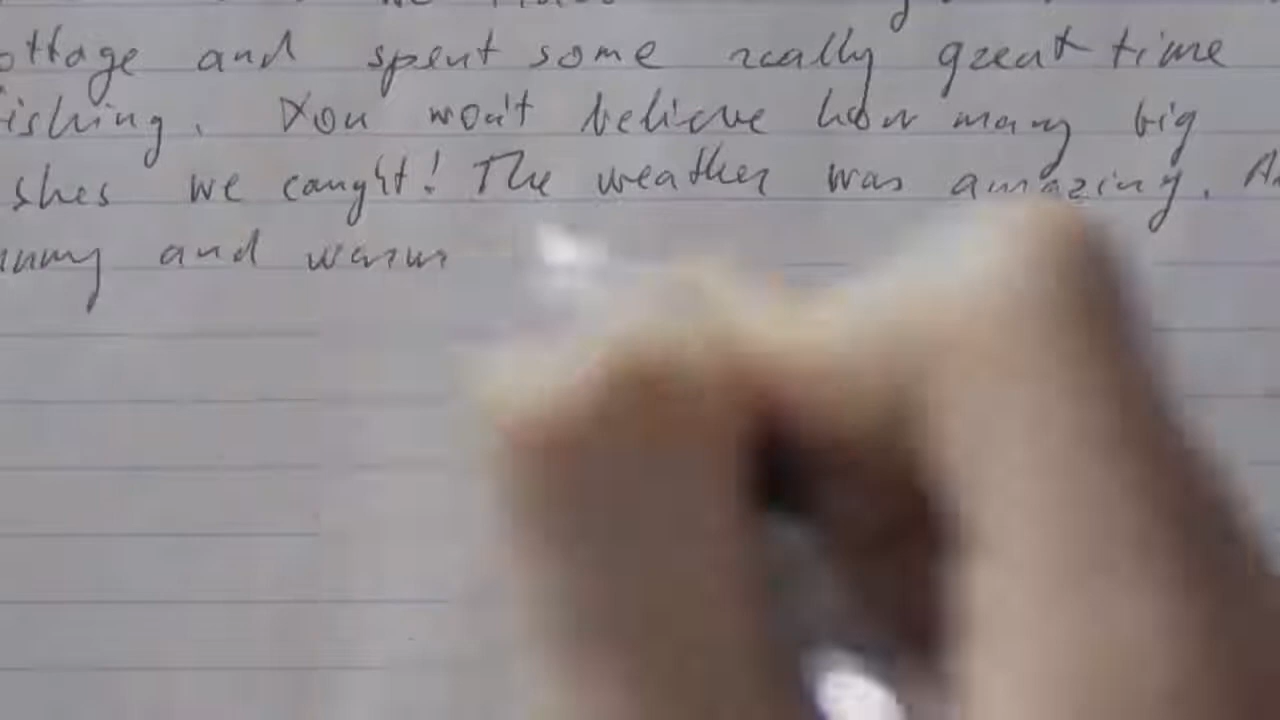 ottage and spent some really great time
ishing. You won't believe how many big
shes we caught! The weather was amazing. A
unny and warm